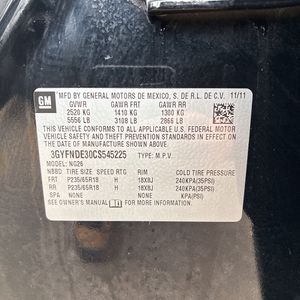 GM
MFD BY GENERAL MOTORS DE MEXICO, S. DE R.L. DE C.V. 11/11
GVWR GAWR FRT GAWR RR
2520 KG 1410 KG 1300 KG
5556 LB 3108 LB 2866 LB
THIS VEHICLE CONFORMS TO ALL APPLICABLE U.S. FEDERAL MOTOR
VEHICLE SAFETY AND THEFT PREVENTION STANDARDS IN EFFECT
ON THE DATE OF MANUFACTURE SHOWN ABOVE.
3GYFNDE30CS545225 TYPE: M.P.V.
MODEL: NG26
TIRE SIZE SPEED RTG RIM COLD TIRE PRESSURE
FRT P235/65R18 H 18X8J 240KPA(35PSI)
RR P235/65R18 H 18X8J 240KPA(35PSI)
SPA NONE NONE KPA(PSI)
SEE OWNER'S MANUAL FOR ADDITIONAL INFORMATION.